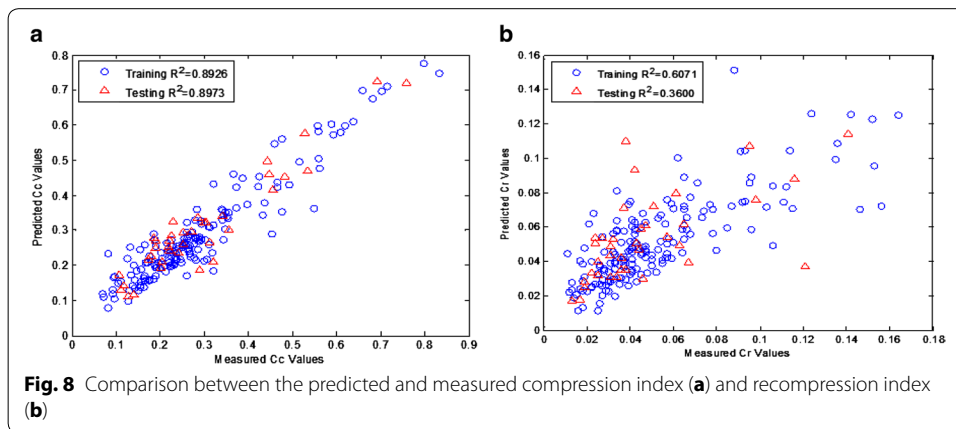 a
0.8
0.7
0.6
0.5
0.4
0.3
0.2
0.1
0
Predicted Cc Values
Training R²=0.8926
Testing R²=0.8973
0 0.1 0.2 0.3 0.4 0.5 0.6 0.7 0.8 0.9
Measured Cc Values
b
0.16
0.14
0.12
0.1
0.08
0.06
0.04
0.02
0
Predicted Cr Values
Training R²=0.6071
Testing R²=0.3600
0 0.02 0.04 0.06 0.08 0.1 0.12 0.14 0.16 0.18
Measured Cr Values
Fig. 8 Comparison between the predicted and measured compression index (a) and recompression index
(b)